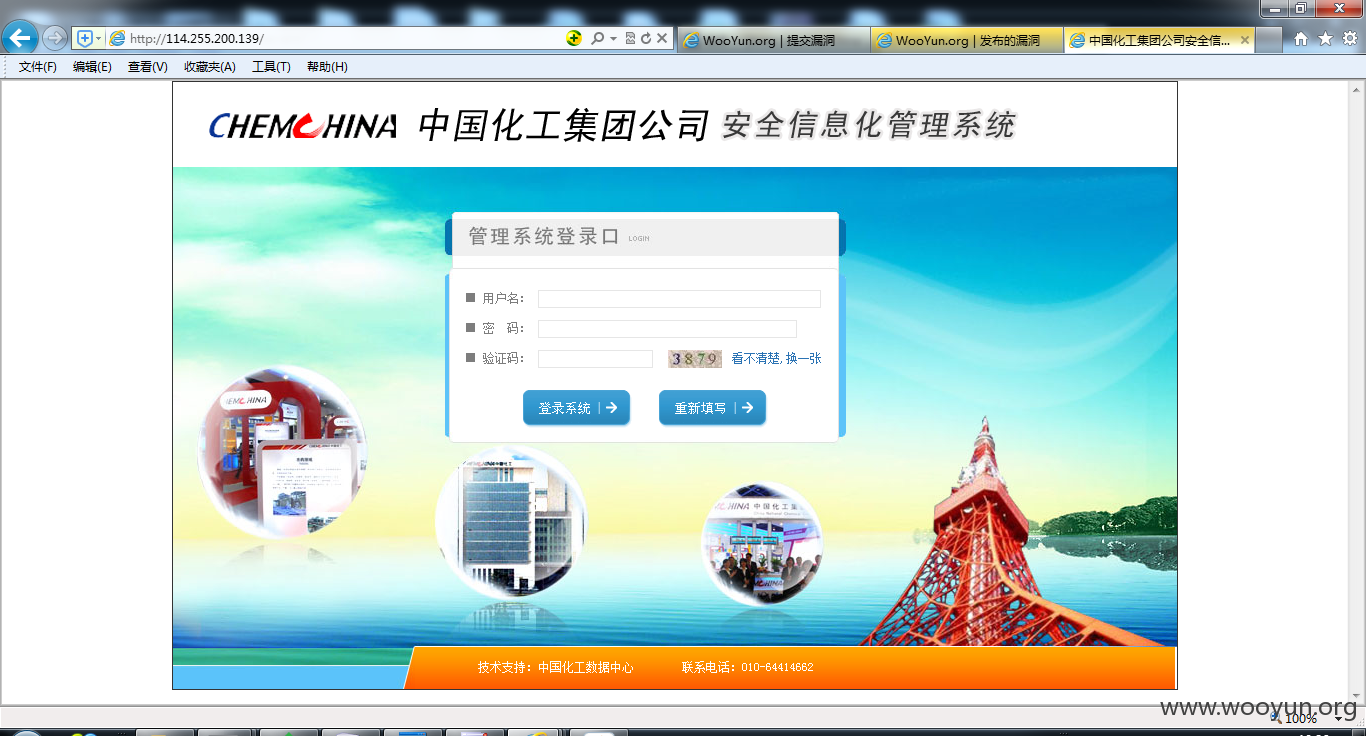 http://114.255.200.139/
WooYun.org | 提交漏洞
WooYun.org | 发布的漏洞
中国化工集团公司安全信...
文件(F) 编辑(E) 查看(V) 收藏夹(A) 工具(T) 帮助(H)
CHEMCHINA 中国化工集团公司 安全信息化管理系统
管理系统登录口 LOGIN
用户名：
密 码：
验证码： 3879 看不清楚,换一张
登录系统 | 重新填写 |
技术支持：中国化工数据中心 联系电话：010-64414662
www.wooyun.org
100%